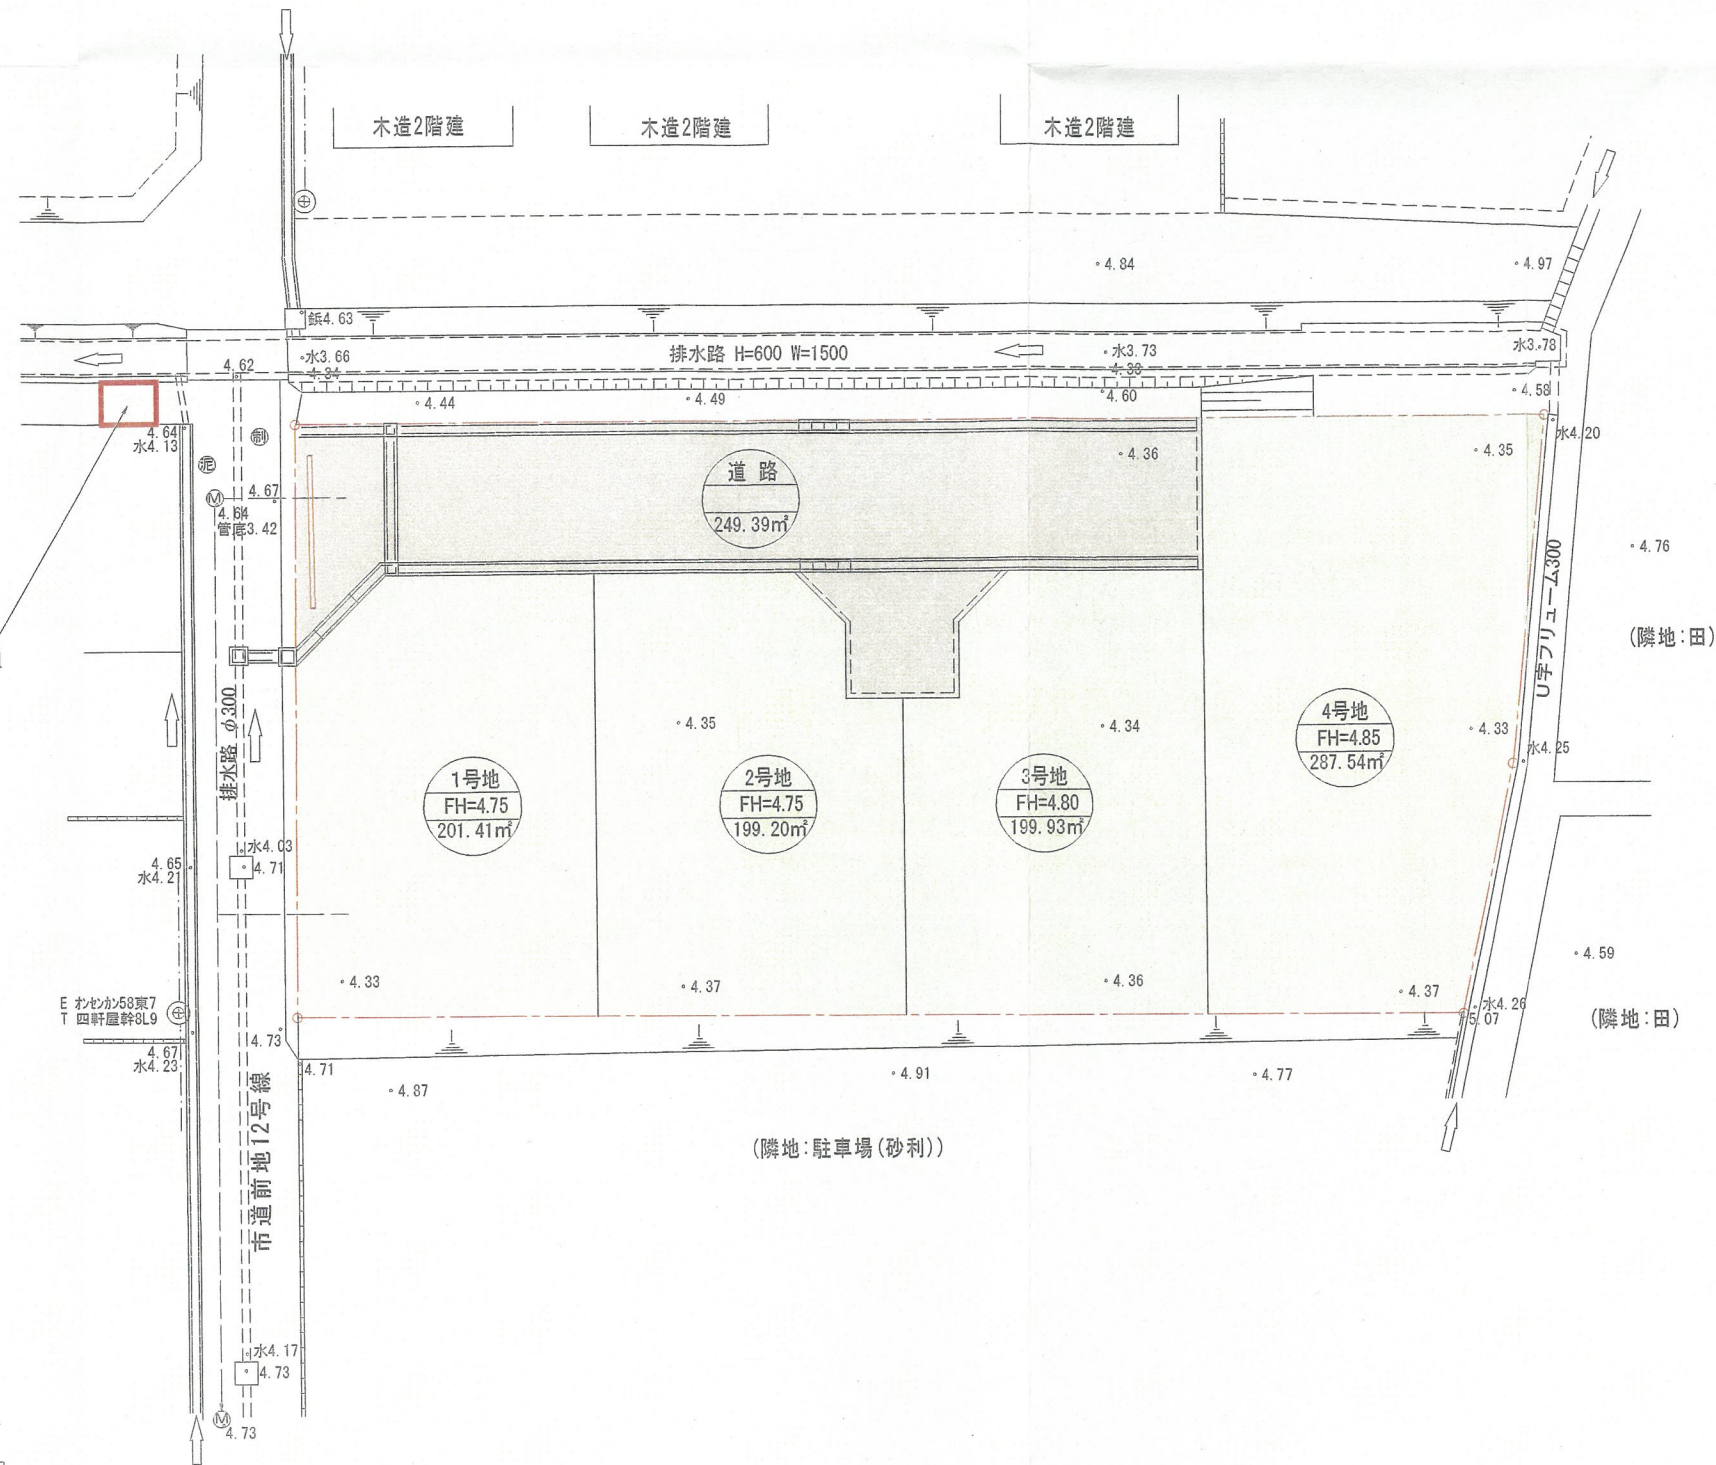 木造2階建
木造2階建
木造2階建
4.84
4.97
鋲4.63
水3.66
排水路 H=600 W=1500
水3.73
水3.78
4.62
4.34
4.33
4.44
4.49
4.60
4.58
4.64
水4.13
制
泥
水4.20
道 路
249.39㎡
4.36
4.35
M
4.67
4.64
管底3.42
4.76
U字フリューム300
(隣地:田)
排水路 φ300
4.35
4.34
4.33
水4.25
1号地
FH=4.75
201.41㎡
2号地
FH=4.75
199.20㎡
3号地
FH=4.80
199.93㎡
4号地
FH=4.85
287.54㎡
水4.03
4.71
4.65
水4.21
4.33
4.37
4.36
4.37
4.59
水4.26
5.07
(隣地:田)
E オンセンカン58東7
T 四軒屋幹8L9
4.67
水4.23
4.73
4.71
4.87
4.91
4.77
市道前地12号線
(隣地:駐車場(砂利))
水4.17
4.73
M
4.73